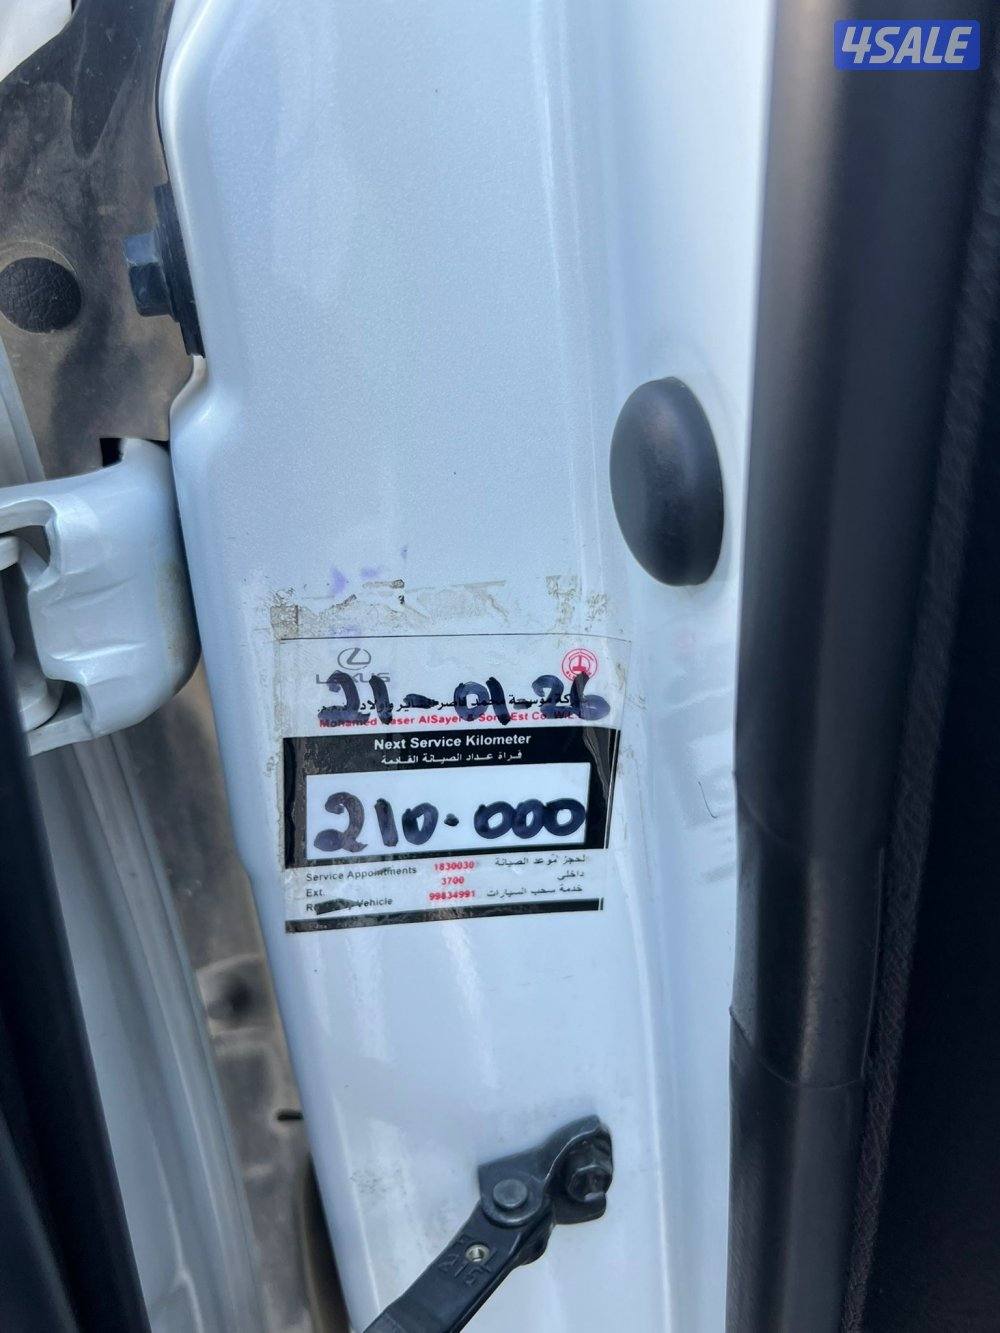 4SALE
LEXUS
21-01-26
Mohamed Naser AlSayer & Sons Est Co. W.L.L
Next Service Kilometer
قراءة عداد الصيانة القادمة
210.000
Service Appointments 1830030 لحجز موعد الصيانة
Ext. 3700 داخلي
Vehicle 99834991 خدمة سحب السيارات